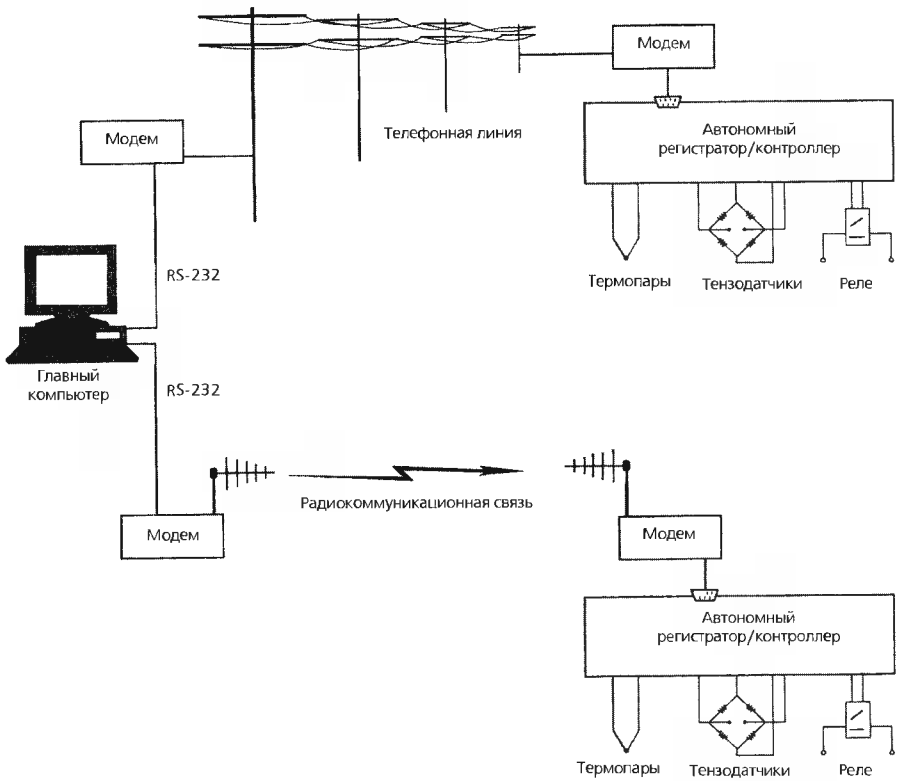 Модем
Автономный
регистратор/контроллер
Телефонная линия
Модем
Термопары
Тензодатчики
Реле
RS-232
Главный
компьютер
RS-232
Радиокоммуникационная связь
Модем
Модем
Автономный
регистратор/контроллер
Термопары
Тензодатчики
Реле